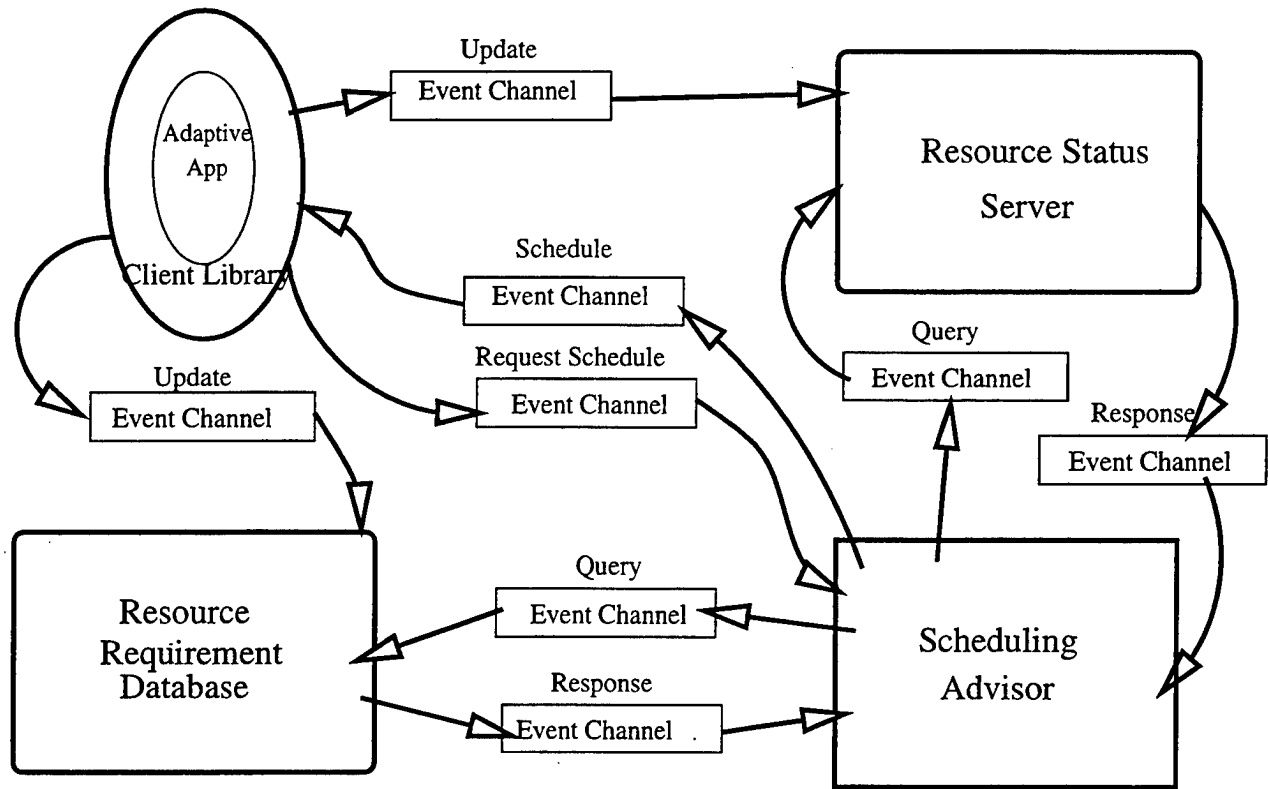 Update
Event Channel
Adaptive
App
Client Library
Resource Status
Server
Schedule
Event Channel
Request Schedule
Event Channel
Query
Event Channel
Update
Event Channel
Response
Event Channel
Query
Event Channel
Resource
Requirement
Database
Response
Event Channel
Scheduling
Advisor